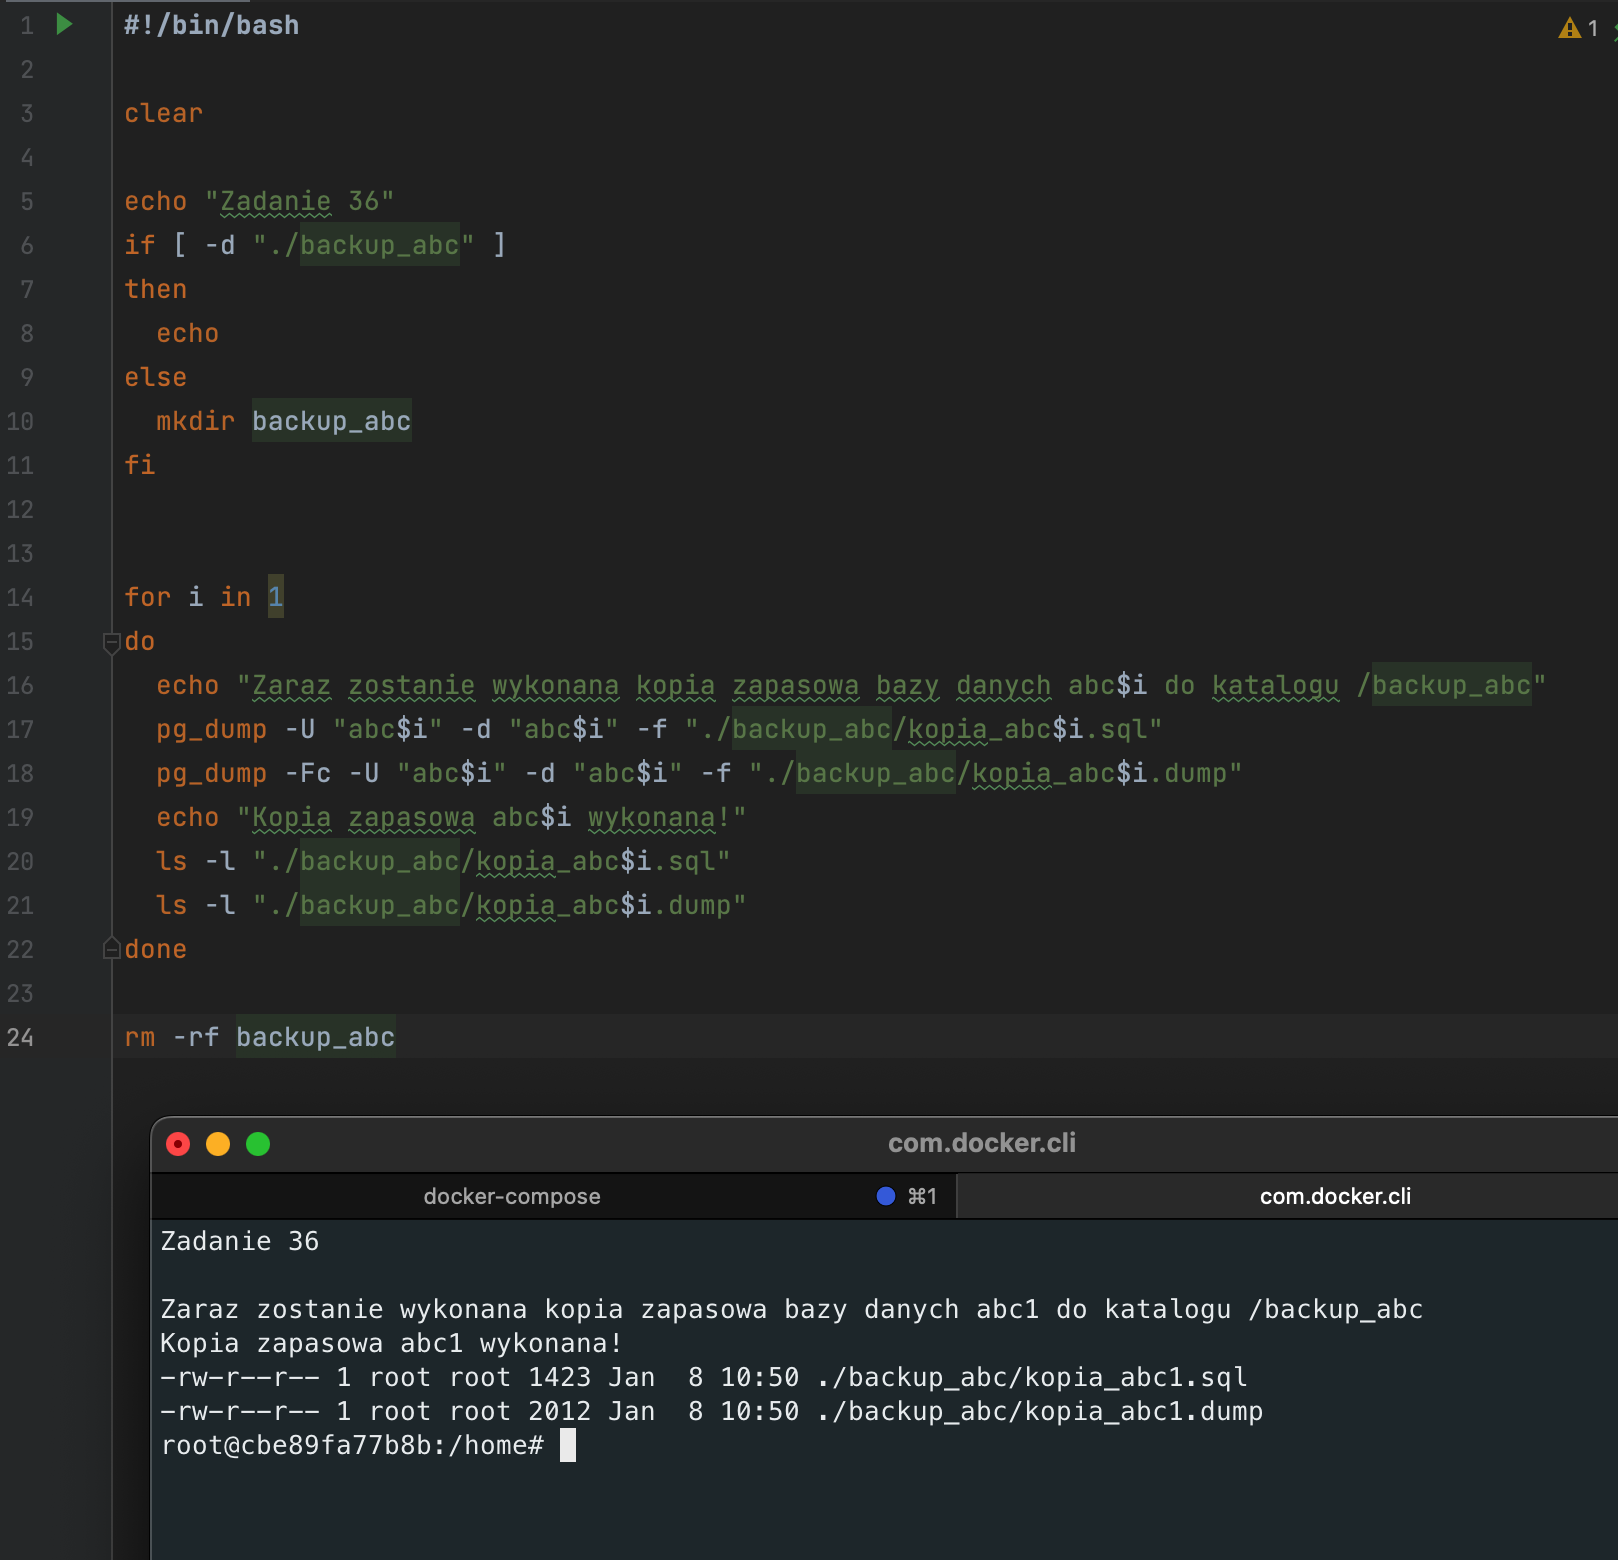 1 #!/bin/bash 1
2
3 clear
4
5 echo "Zadanie 36"
6 if [ -d "./backup_abc" ]
7 then
8   echo
9 else
10   mkdir backup_abc
11 fi
12
13
14 for i in 1
15 do
16   echo "Zaraz zostanie wykonana kopia zapasowa bazy danych abc$i do katalogu /backup_abc"
17   pg_dump -U "abc$i" -d "abc$i" -f "./backup_abc/kopia_abc$i.sql"
18   pg_dump -Fc -U "abc$i" -d "abc$i" -f "./backup_abc/kopia_abc$i.dump"
19   echo "Kopia zapasowa abc$i wykonana!"
20   ls -l "./backup_abc/kopia_abc$i.sql"
21   ls -l "./backup_abc/kopia_abc$i.dump"
22 done
23
24 rm -rf backup_abc
com.docker.cli
docker-compose ⌘1 com.docker.cli
Zadanie 36
Zaraz zostanie wykonana kopia zapasowa bazy danych abc1 do katalogu /backup_abc
Kopia zapasowa abc1 wykonana!
-rw-r--r-- 1 root root 1423 Jan  8 10:50 ./backup_abc/kopia_abc1.sql
-rw-r--r-- 1 root root 2012 Jan  8 10:50 ./backup_abc/kopia_abc1.dump
root@cbe89fa77b8b:/home#